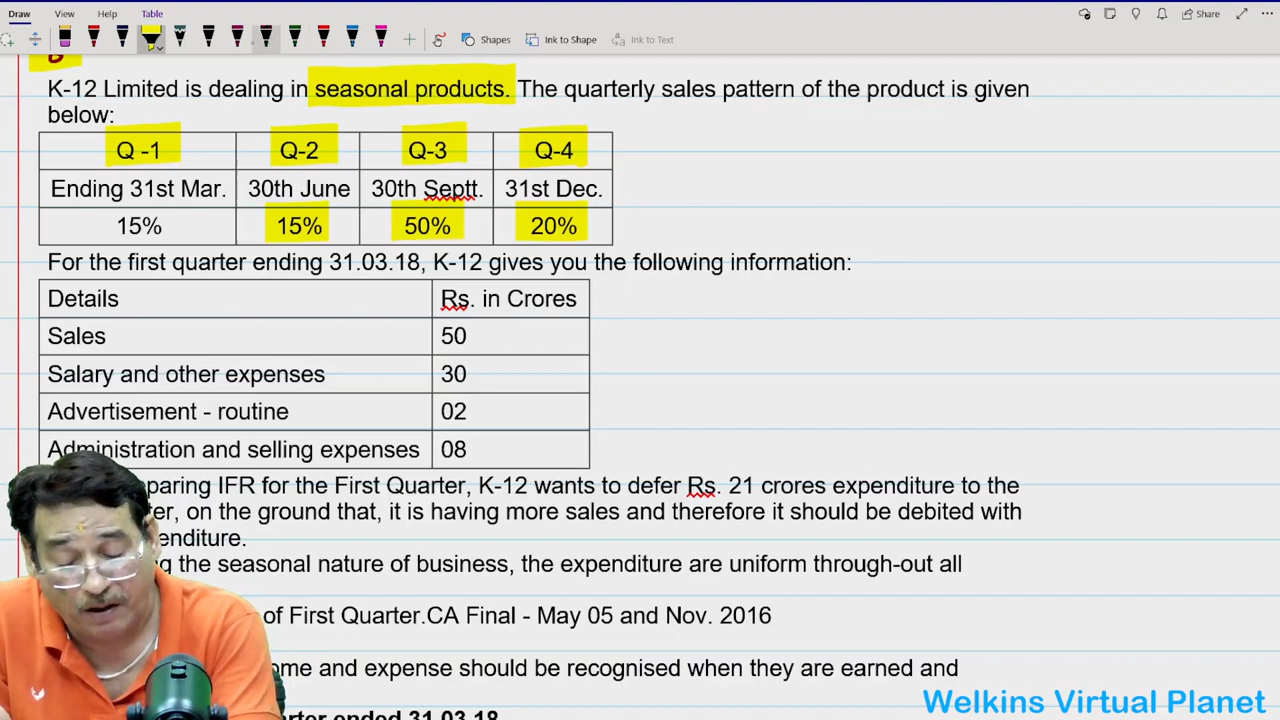 Draw View Help Table
Share
Shapes Ink to Shape Ink to Text
K-12 Limited is dealing in seasonal products. The quarterly sales pattern of the product is given
below:
Q -1 Q-2 Q-3 Q-4
Ending 31st Mar. 30th June 30th Septt. 31st Dec.
15% 15% 50% 20%
For the first quarter ending 31.03.18, K-12 gives you the following information:
Details Rs. in Crores
Sales 50
Salary and other expenses 30
Advertisement - routine 02
Administration and selling expenses 08
IFR for the First Quarter, K-12 wants to defer Rs. 21 crores expenditure to the
on the ground that, it is having more sales and therefore it should be debited with
the seasonal nature of business, the expenditure are uniform through-out all
of First Quarter.CA Final - May 05 and Nov. 2016
and expense should be recognised when they are earned and
ended 31.03.18
Welkins Virtual Planet